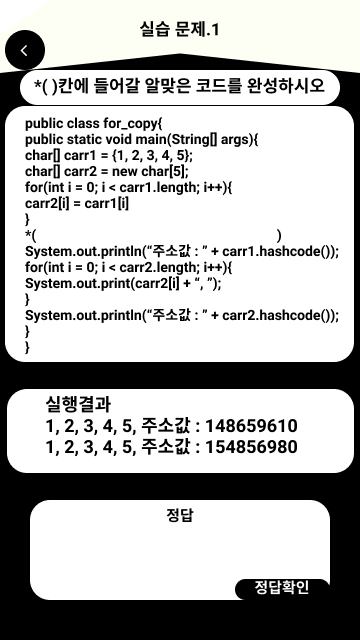 실습 문제.1
*( )칸에 들어갈 알맞은 코드를 완성하시오
public class for_copy{
public static void main(String[] args){
char[] carr1 = {1, 2, 3, 4, 5};
char[] carr2 = new char[5];
for(int i = 0; i < carr1.length; i++){
carr2[i] = carr1[i]
}
*( )
System.out.println(“주소값 : ” + carr1.hashcode());
for(int i = 0; i < carr2.length; i++){
System.out.print(carr2[i] + “, ”);
}
System.out.println(“주소값 : ” + carr2.hashcode());
}
}
실행결과
1, 2, 3, 4, 5, 주소값 : 148659610
1, 2, 3, 4, 5, 주소값 : 154856980
정답
정답확인